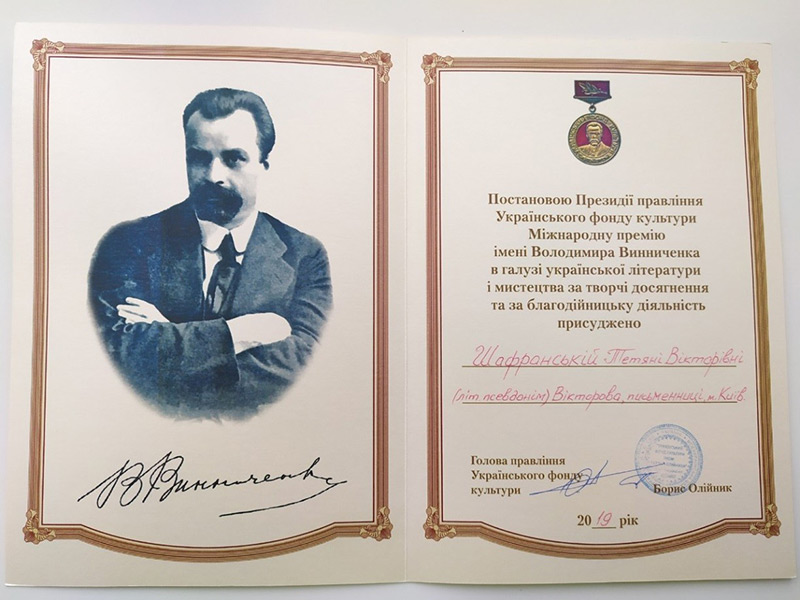 В Винниченко
Постановою Президії правління
Українського фонду культури
Міжнародну премію
імені Володимира Винниченка
в галузі української літератури
і мистецтва за творчі досягнення
та за благодійницьку діяльність
присуджено
Шафранській Тетяні Вікторівні
(літ псевдонім) Вікторова, письменниці, м. Київ.
Голова правління
Українського фонду
культури
Борис Олійник
2019 рік